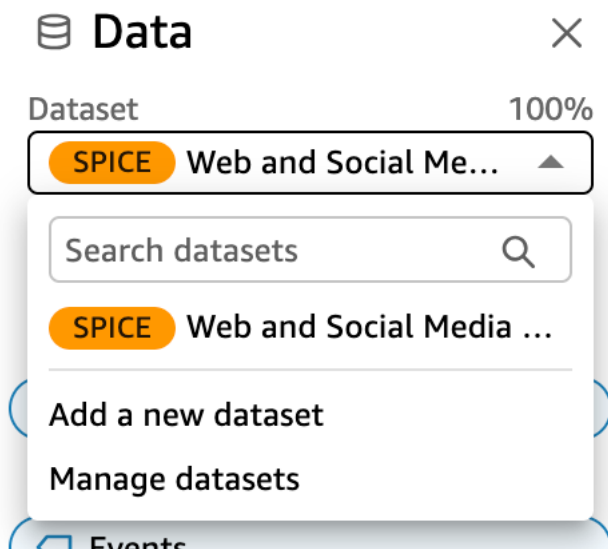 Data
Dataset 100%
SPICE Web and Social Me...
Search datasets
SPICE Web and Social Media ...
Add a new dataset
Manage datasets
Events